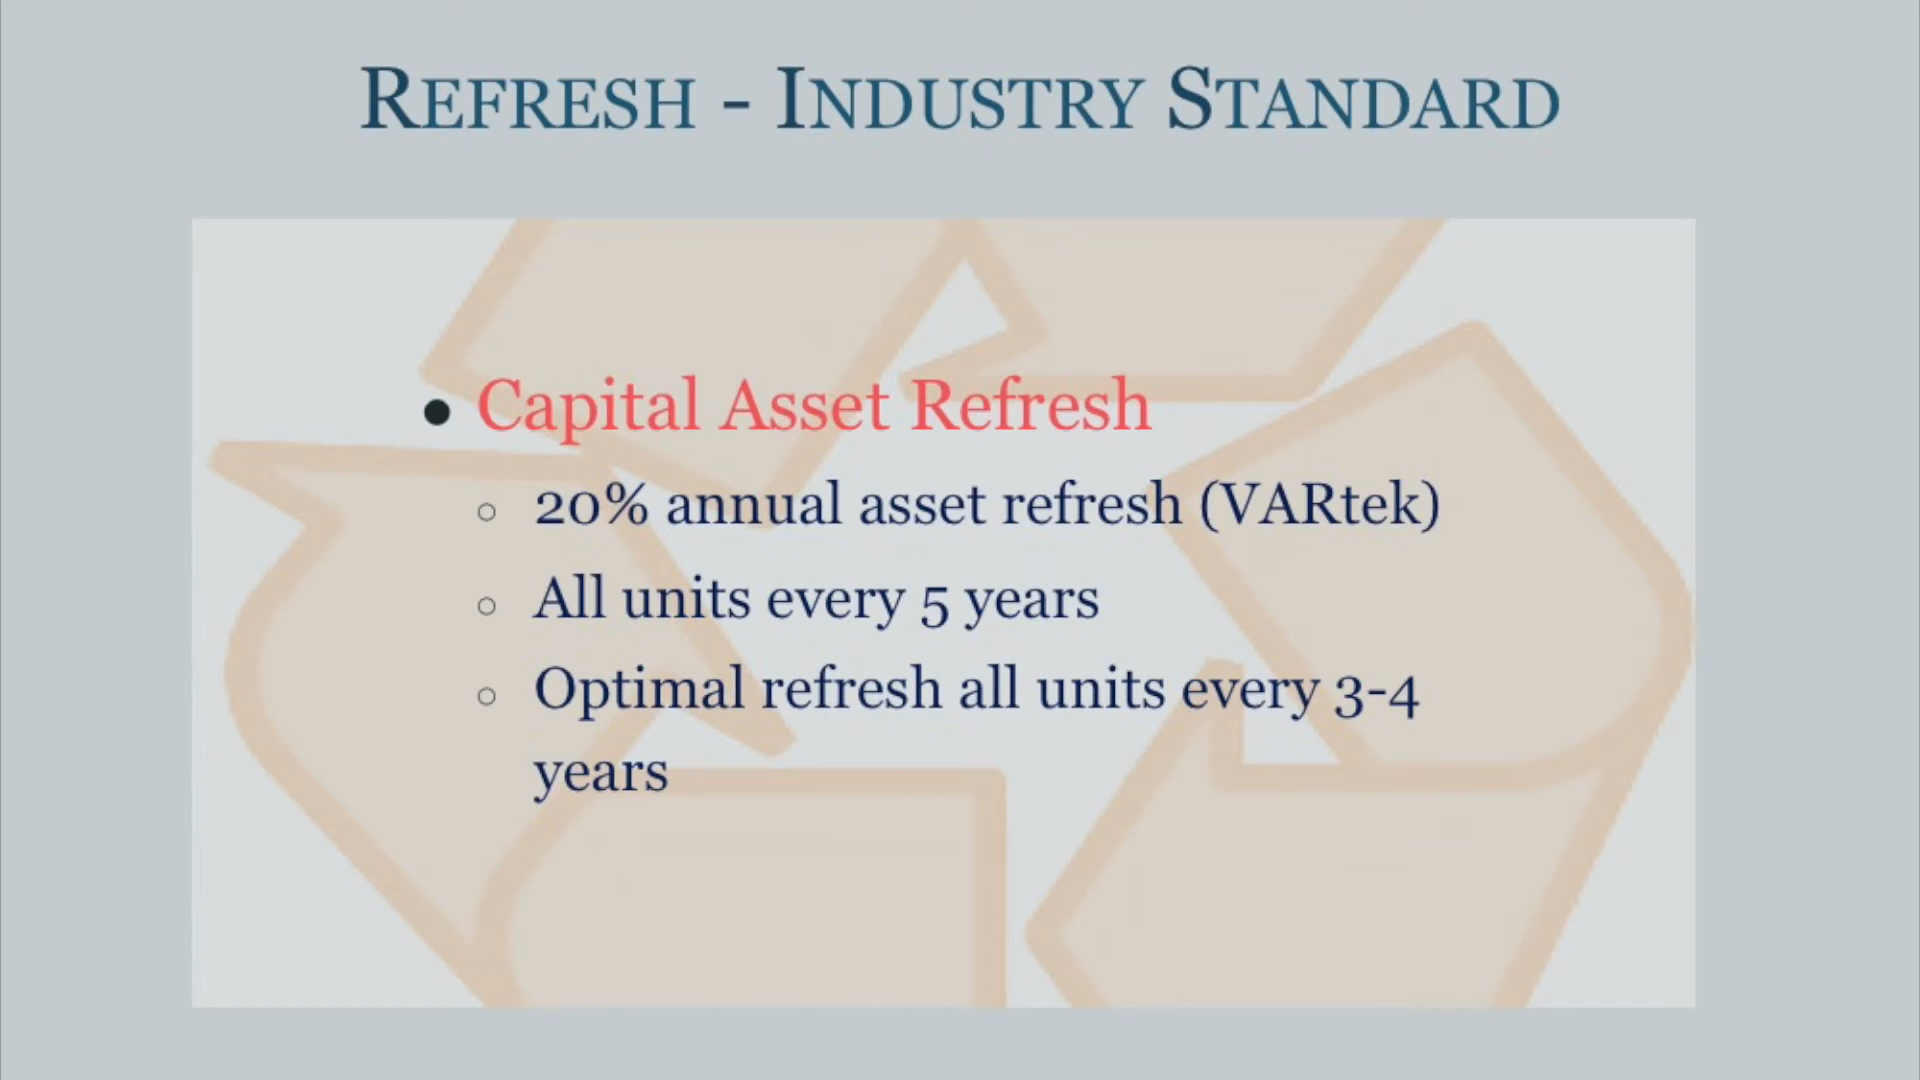 REFRESH - INDUSTRY STANDARD
• Capital Asset Refresh
○ 20% annual asset refresh (VARtek)
○ All units every 5 years
○ Optimal refresh all units every 3-4
years